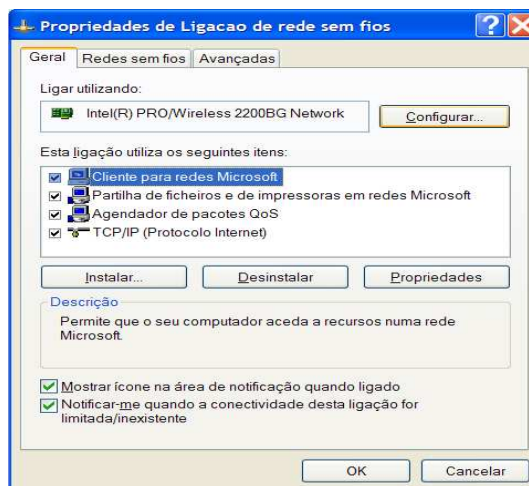 Propriedades de Ligacao de rede sem fios
Geral Redes sem fios Avançadas
Ligar utilizando:
Intel(R) PRO/Wireless 2200BG Network Configurar...
Esta ligação utiliza os seguintes itens:
Cliente para redes Microsoft
Partilha de ficheiros e de impressoras em redes Microsoft
Agendador de pacotes QoS
TCP/IP (Protocolo Internet)
Instalar... Desinstalar Propriedades
Descrição
Permite que o seu computador aceda a recursos numa rede
Microsoft.
Mostrar ícone na área de notificação quando ligado
Notificar-me quando a conectividade desta ligação for
limitada/inexistente
OK Cancelar